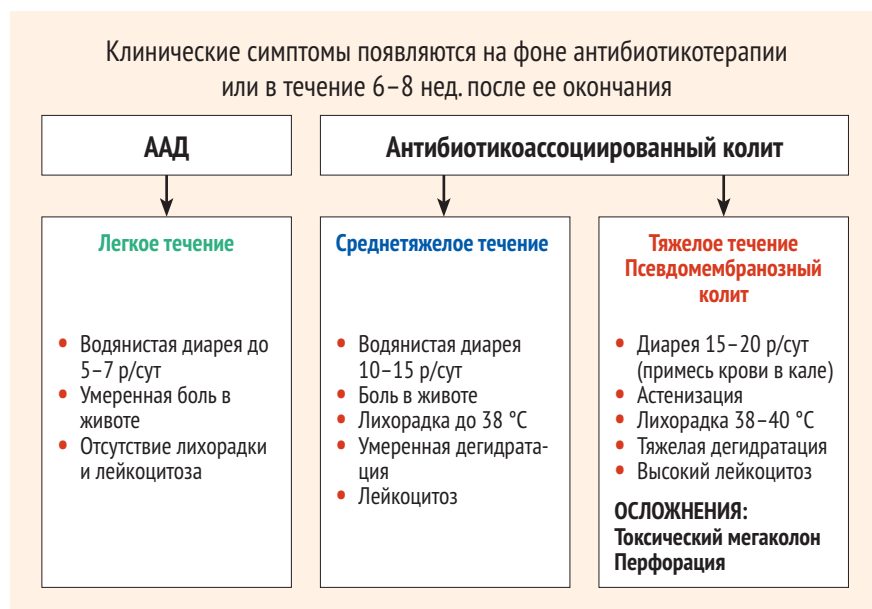 Клинические симптомы появляются на фоне антибиотикотерапии
или в течение 6–8 нед. после ее окончания
ААД
Антибиотикоассоциированный колит
Легкое течение
• Водянистая диарея до
5–7 р/сут
• Умеренная боль в
животе
• Отсутствие лихорадки
и лейкоцитоза
Среднетяжелое течение
• Водянистая диарея
10–15 р/сут
• Боль в животе
• Лихорадка до 38 °C
• Умеренная дегидрата-
ция
• Лейкоцитоз
Тяжелое течение
Псевдомембранозный
колит
• Диарея 15–20 р/сут
(примесь крови в кале)
• Астенизация
• Лихорадка 38–40 °C
• Тяжелая дегидратация
• Высокий лейкоцитоз
ОСЛОЖНЕНИЯ:
Токсический мегаколон
Перфорация